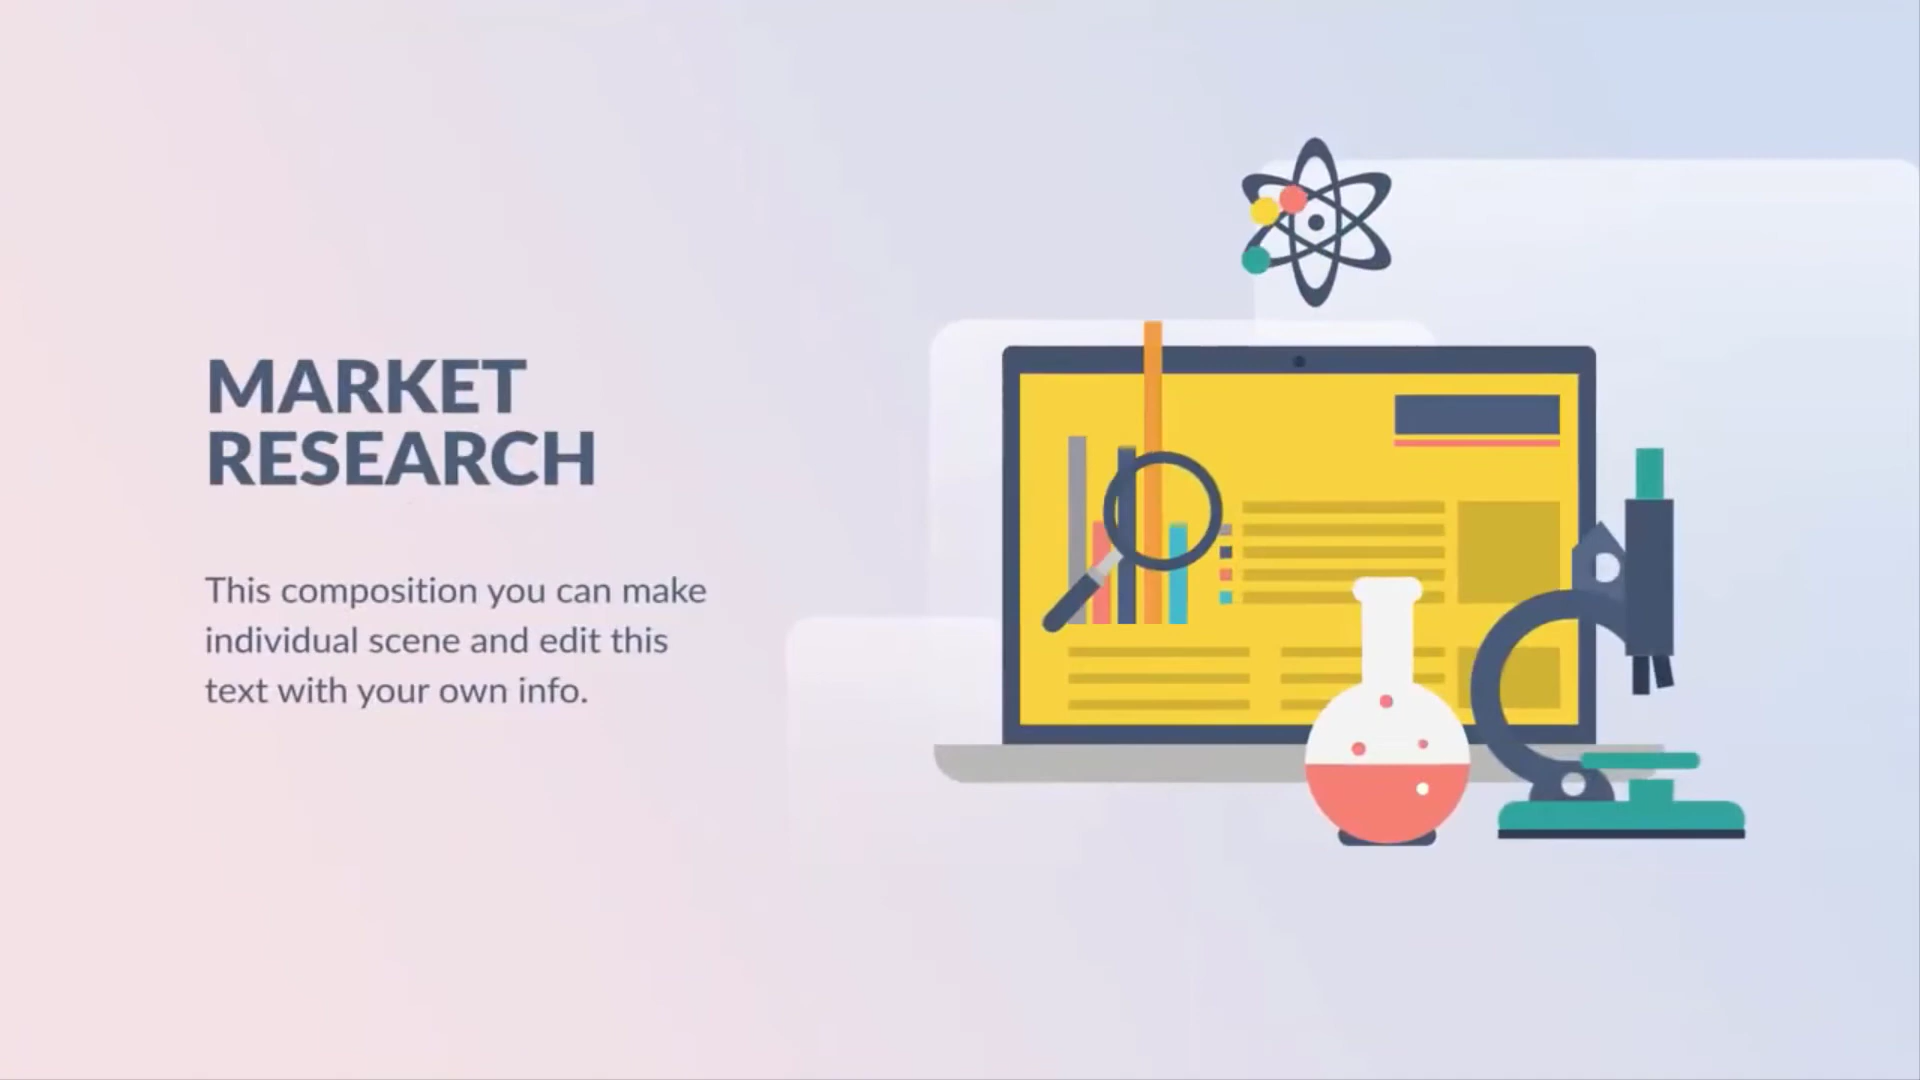 MARKET
RESEARCH
This composition you can make
individual scene and edit this
text with your own info.